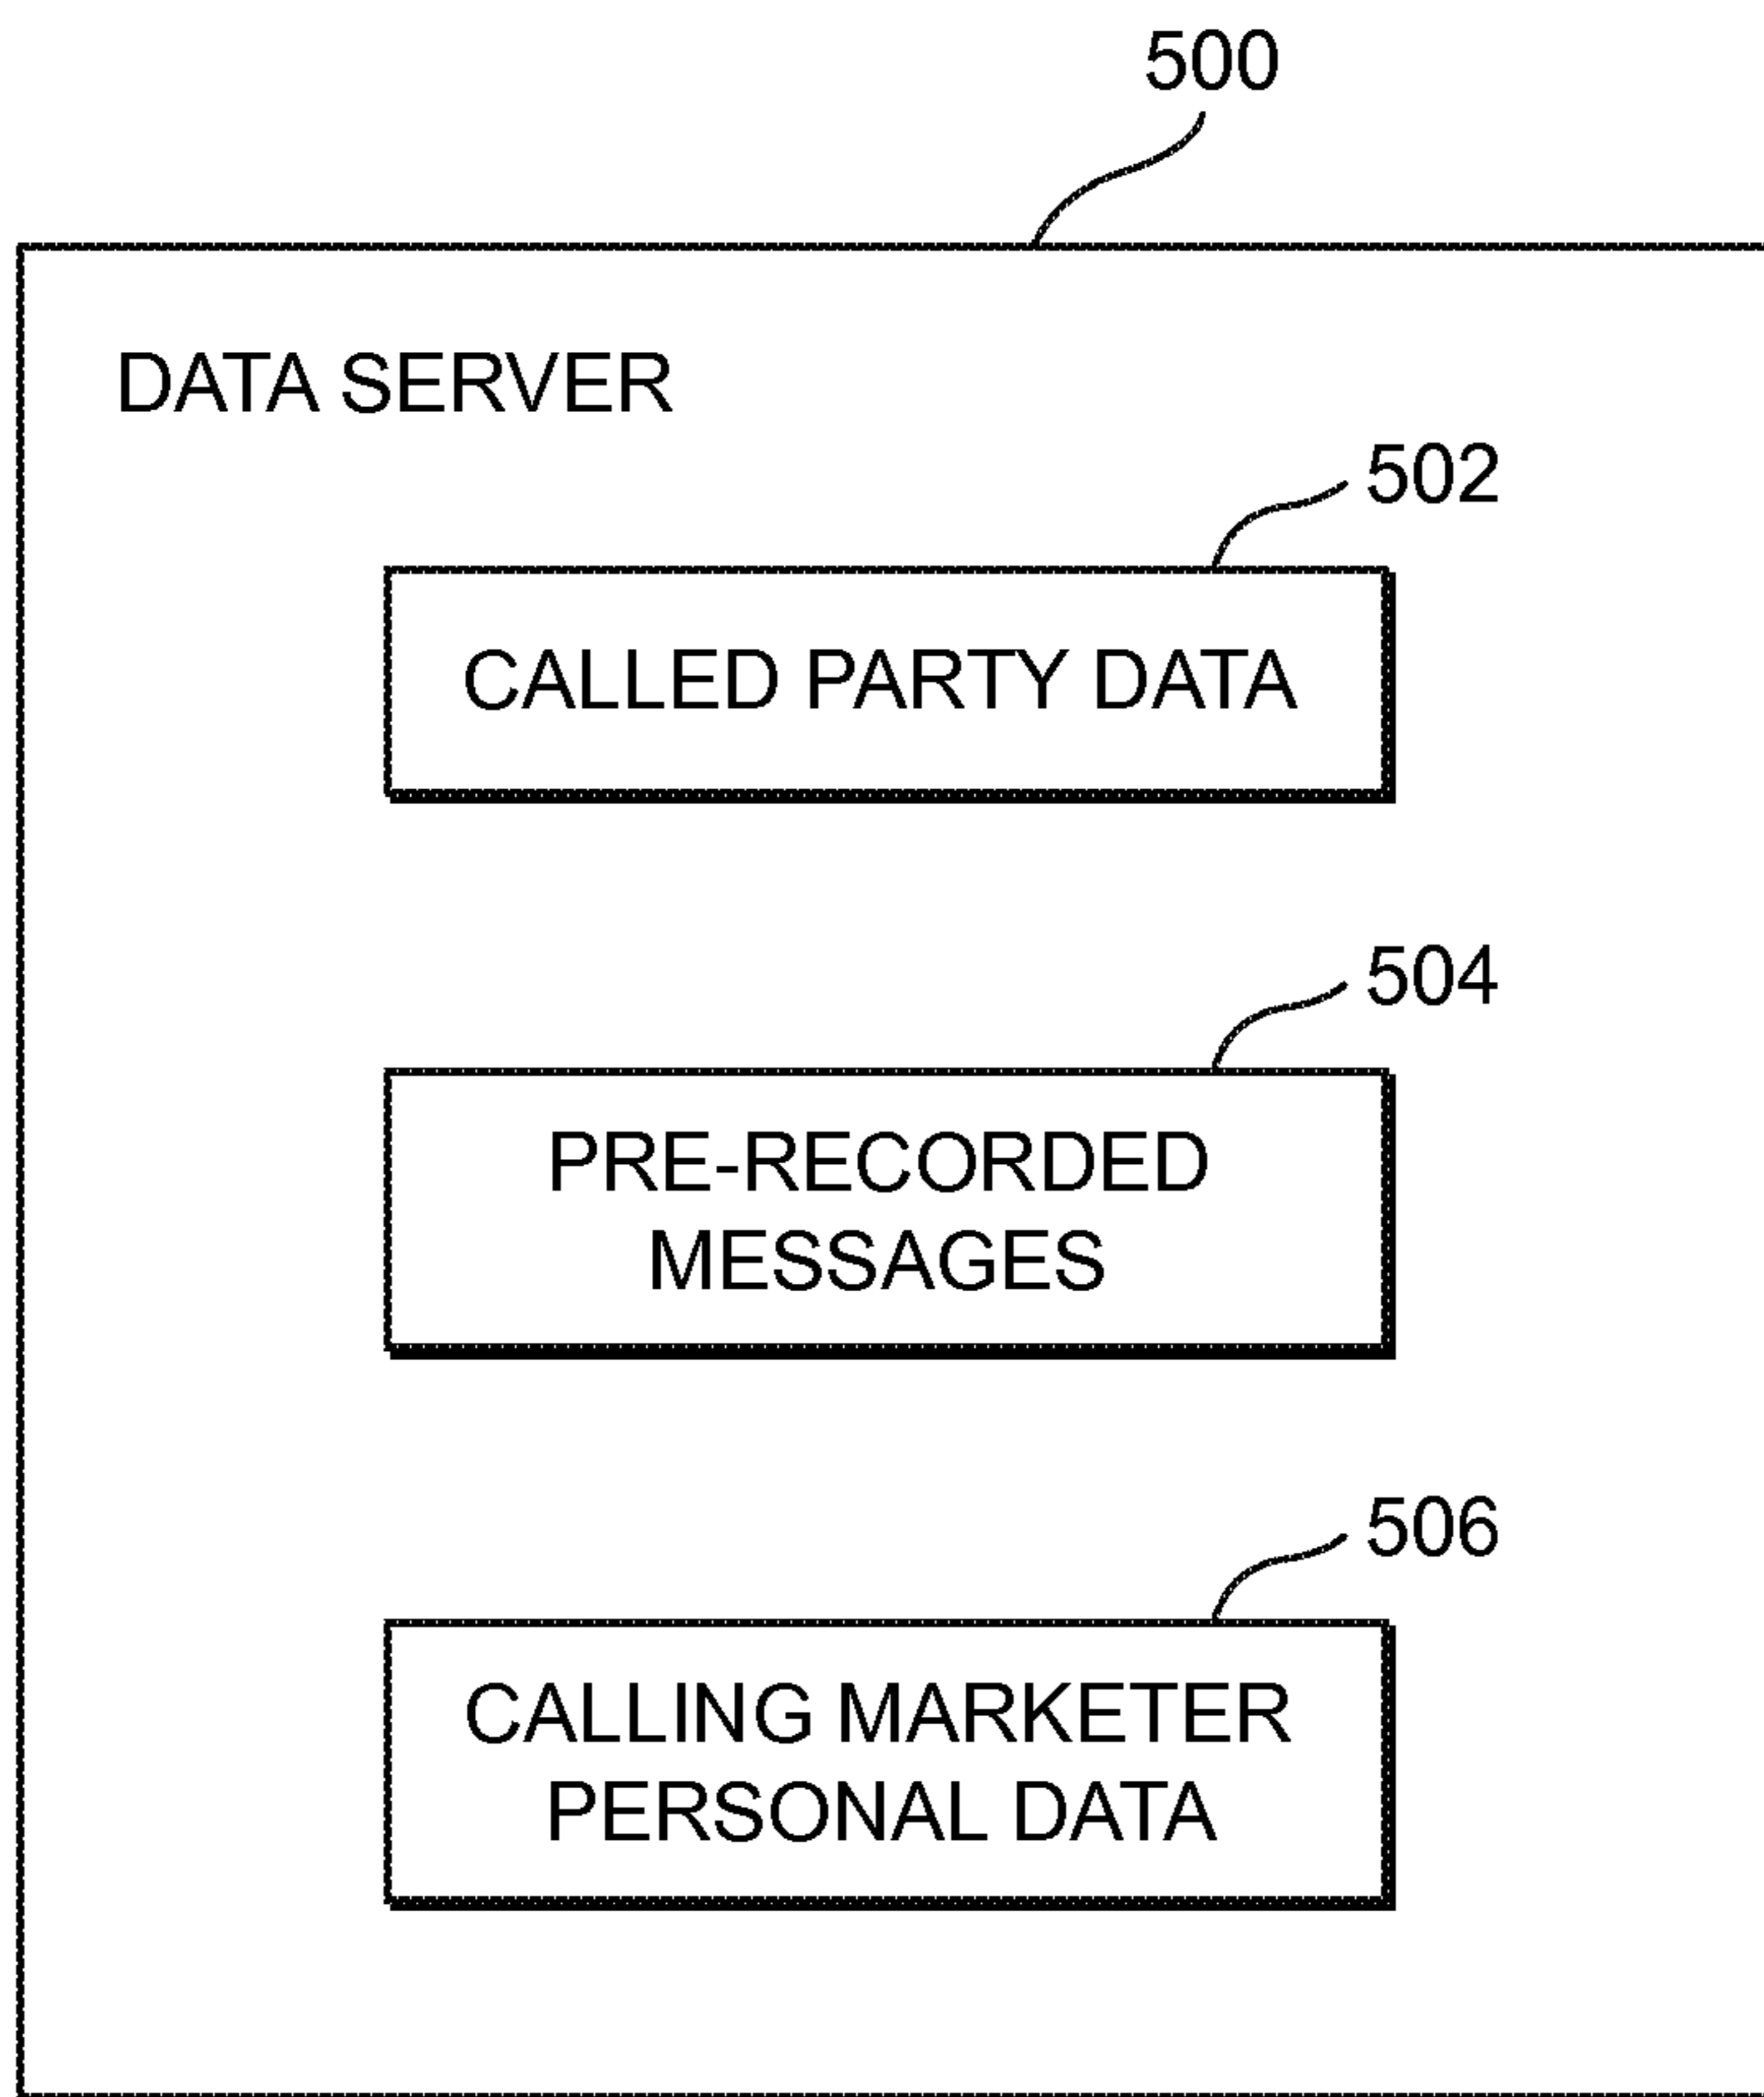 500
DATA SERVER
502
CALLED PARTY DATA
504
PRE-RECORDED
MESSAGES
506
CALLING MARKETER
PERSONAL DATA